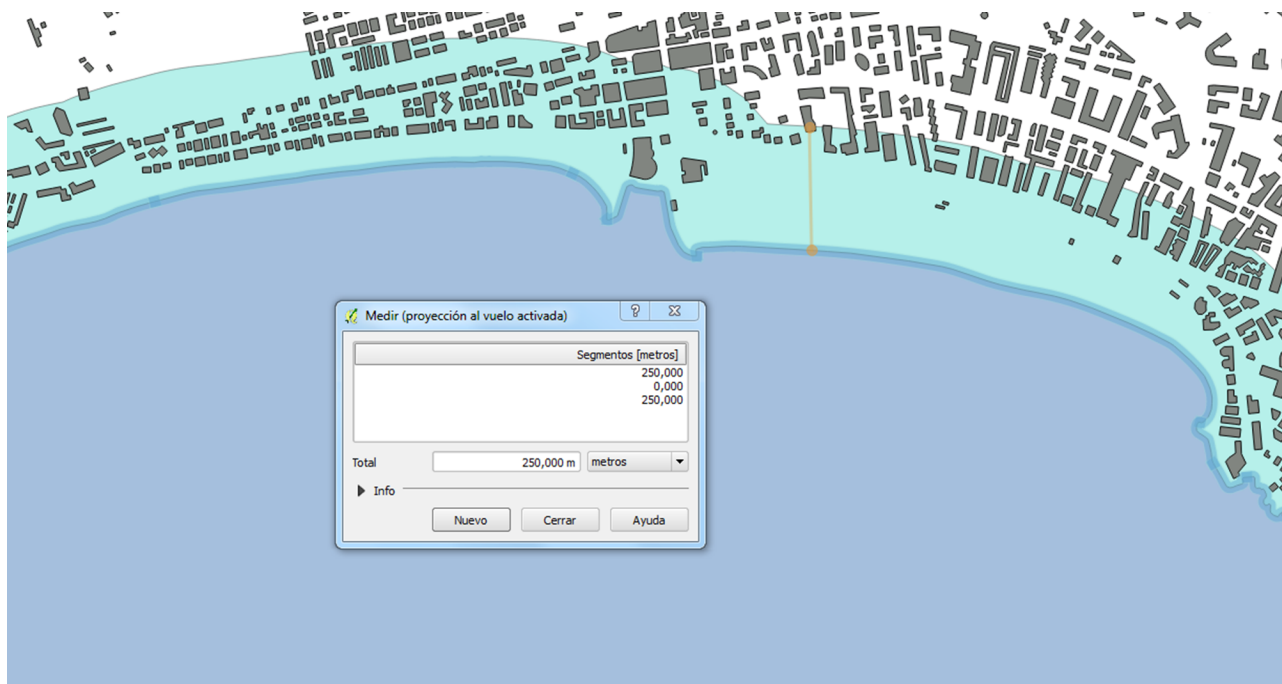 Medir (proyección al vuelo activada)
Segmentos [metros]
250,000
0,000
250,000
Total 250,000 m metros
Info
Nuevo Cerrar Ayuda